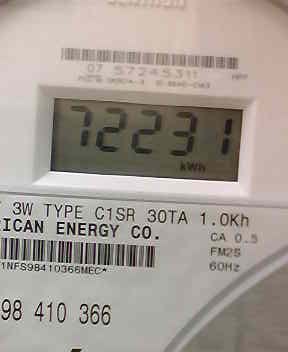 07 57245311
72231
kWh
3W TYPE C1SR 30TA 1.0Kh
RICAN ENERGY CO.
CA 0.5
FM2S
60Hz
1NFS98410366MEC*
98 410 366